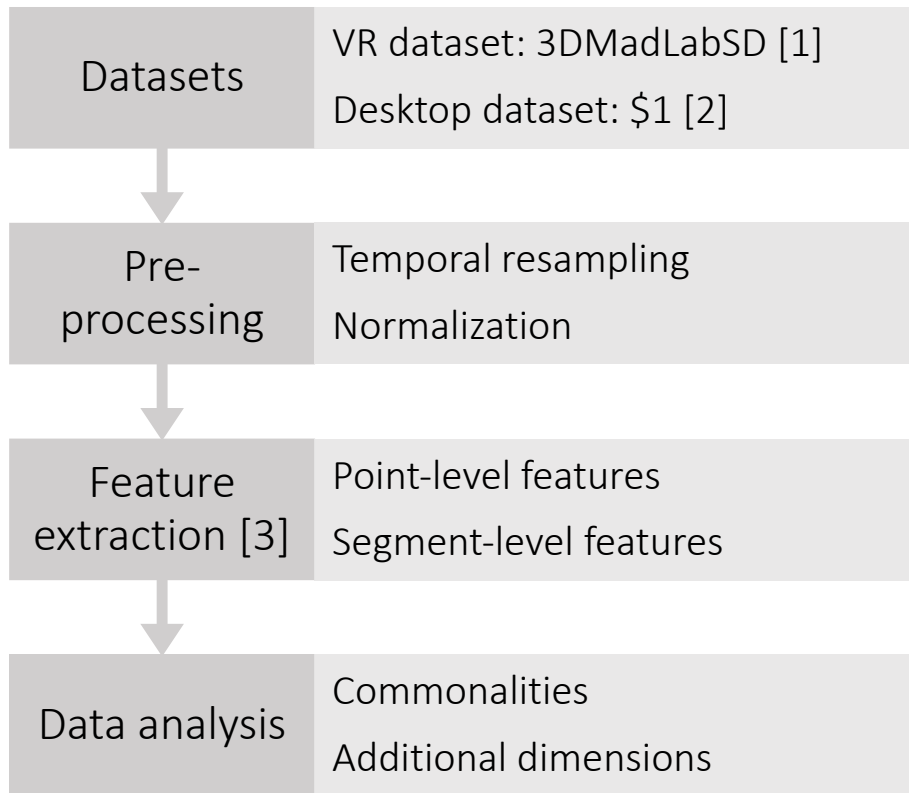 Datasets
VR dataset: 3DMadLabSD [1]
Desktop dataset: $1 [2]
Pre-
processing
Temporal resampling
Normalization
Feature
extraction [3]
Point-level features
Segment-level features
Data analysis
Commonalities
Additional dimensions